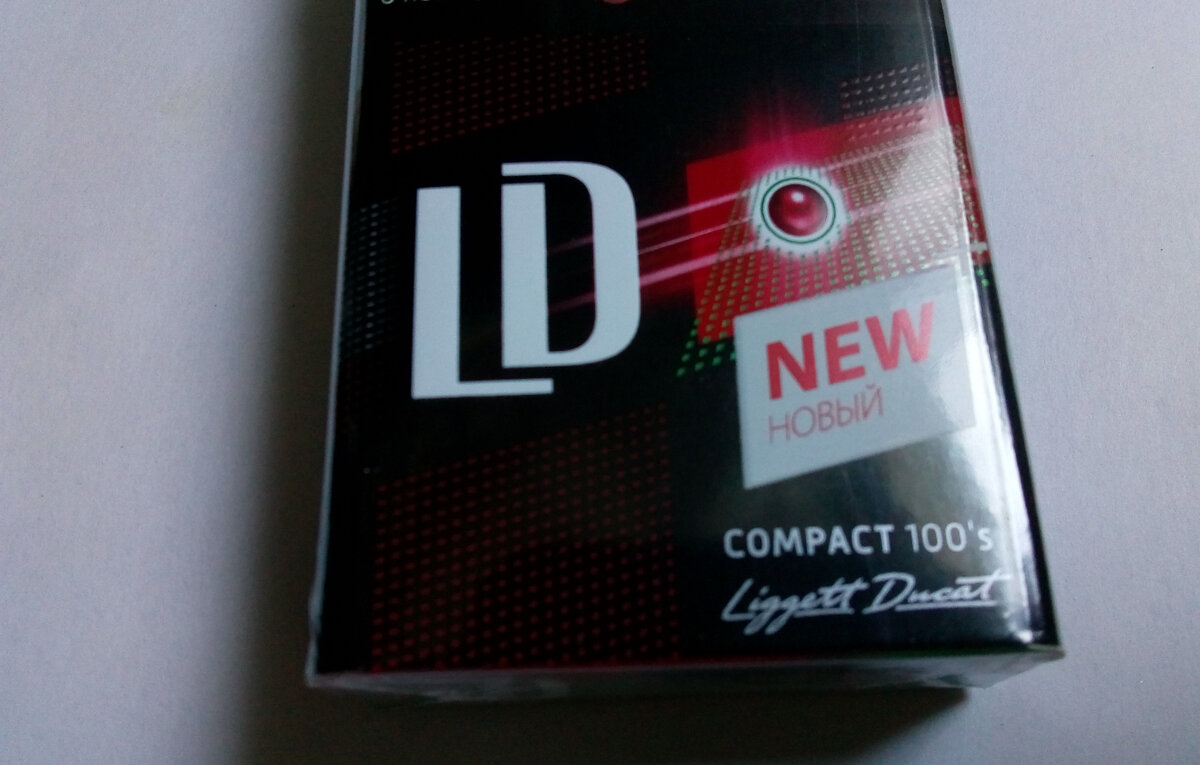 LD
NEW
НОВЫЙ
COMPACT 100's
Liggett Ducat